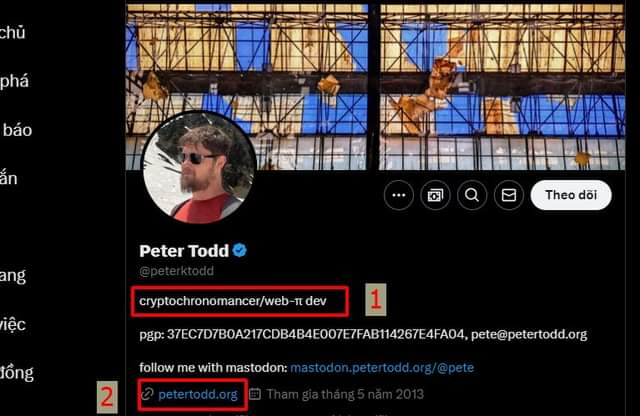 chủ
phá
báo
ắn
ang
việc
đồng
Theo dõi
Peter Todd
@peterktodd
cryptochronomancer/web-π dev
1
pgp: 37EC7D7B0A217CDB4B4E007E7FAB114267E4FA04, pete@petertodd.org
follow me with mastodon: mastodon.petertodd.org/@pete
2
petertodd.org Tham gia tháng 5 năm 2013